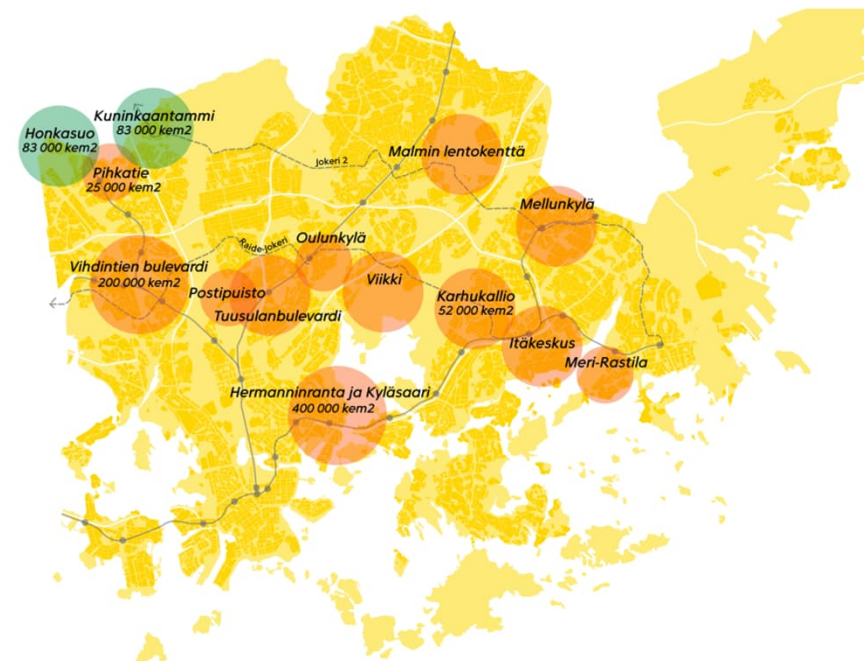 Kuninkaantammi
83 000 kem2
Honkasuo
83 000 kem2
Pihkatie
25 000 kem2
Jokeri 2
Malmin lentokenttä
Mellunkylä
Raide-Jokeri
Oulunkylä
Vihdintien bulevardi
200 000 kem2
Postipuisto
Tuusulanbulevardi
Viikki
Karhukallio
52 000 kem2
Itäkeskus
Meri-Rastila
Hermanninranta ja Kyläsaari
400 000 kem2